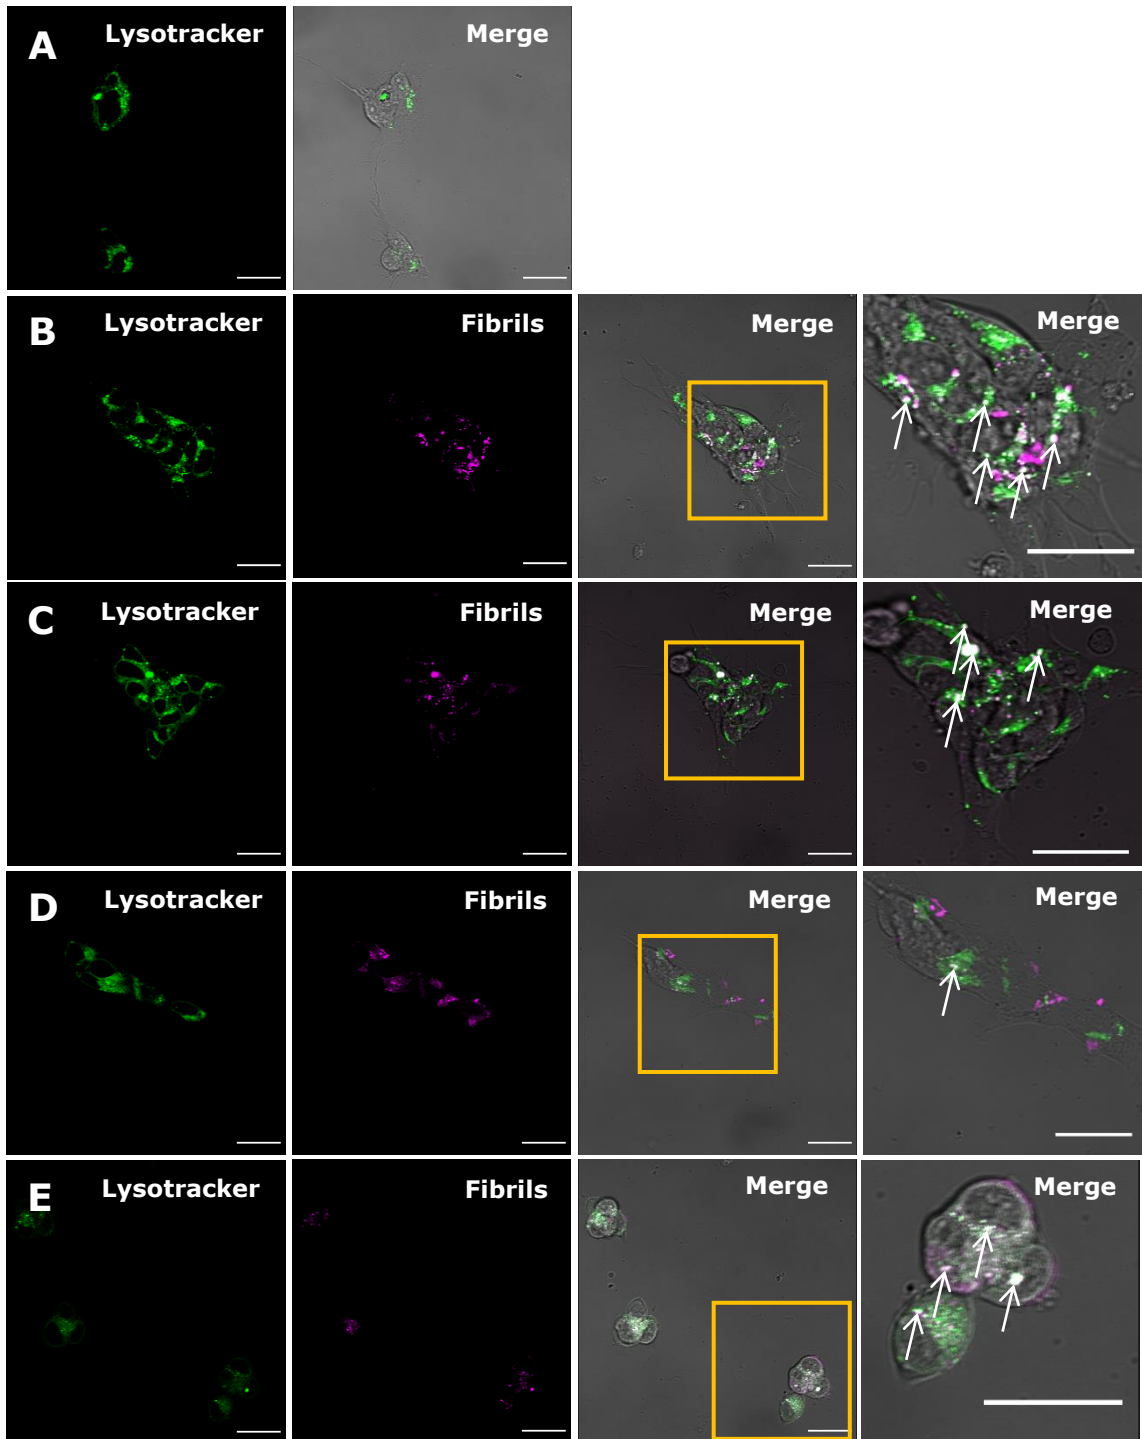 A Lysotracker Merge
B Lysotracker Fibrils Merge Merge
C Lysotracker Fibrils Merge Merge
D Lysotracker Fibrils Merge Merge
E Lysotracker Fibrils Merge Merge